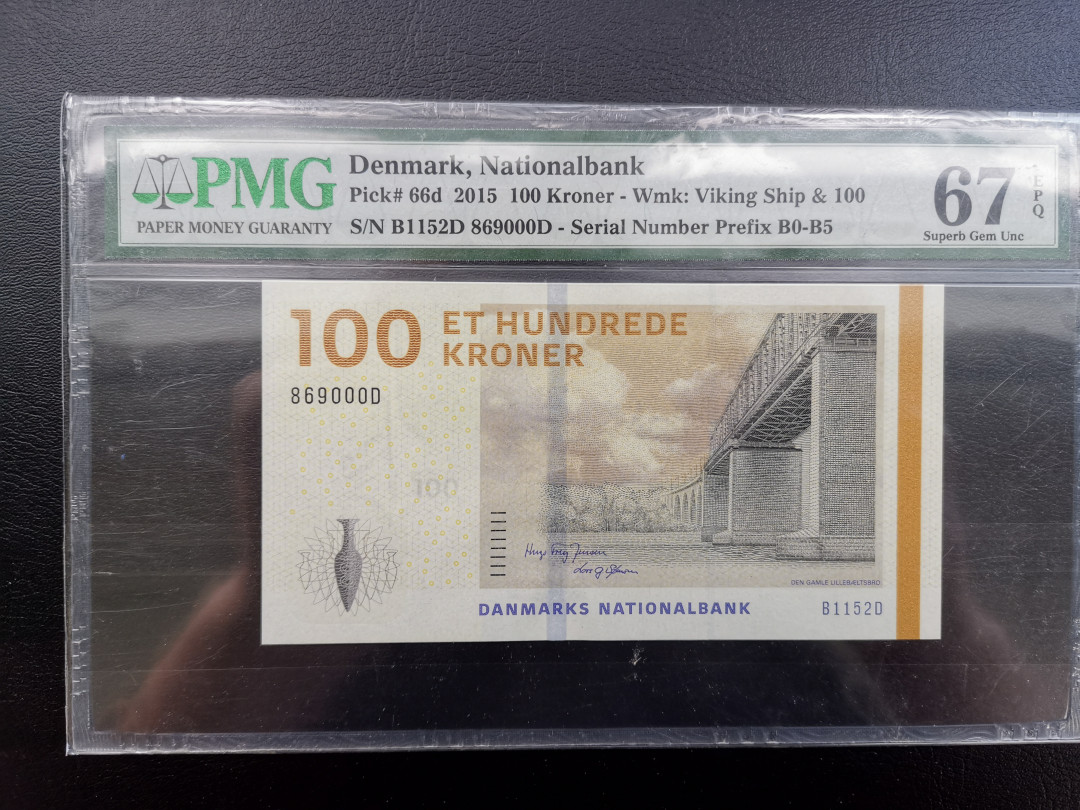 PMG
PAPER MONEY GUARANTY
Denmark, Nationalbank
Pick# 66d 2015 100 Kroner - Wmk: Viking Ship & 100
S/N B1152D 869000D - Serial Number Prefix B0-B5
67
EPQ
Superb Gem Unc
100
ET HUNDREDE
KRONER
869000D
100
DEN GAMLE LILLEBÆLTSBRO
DANMARKS NATIONALBANK
B1152D